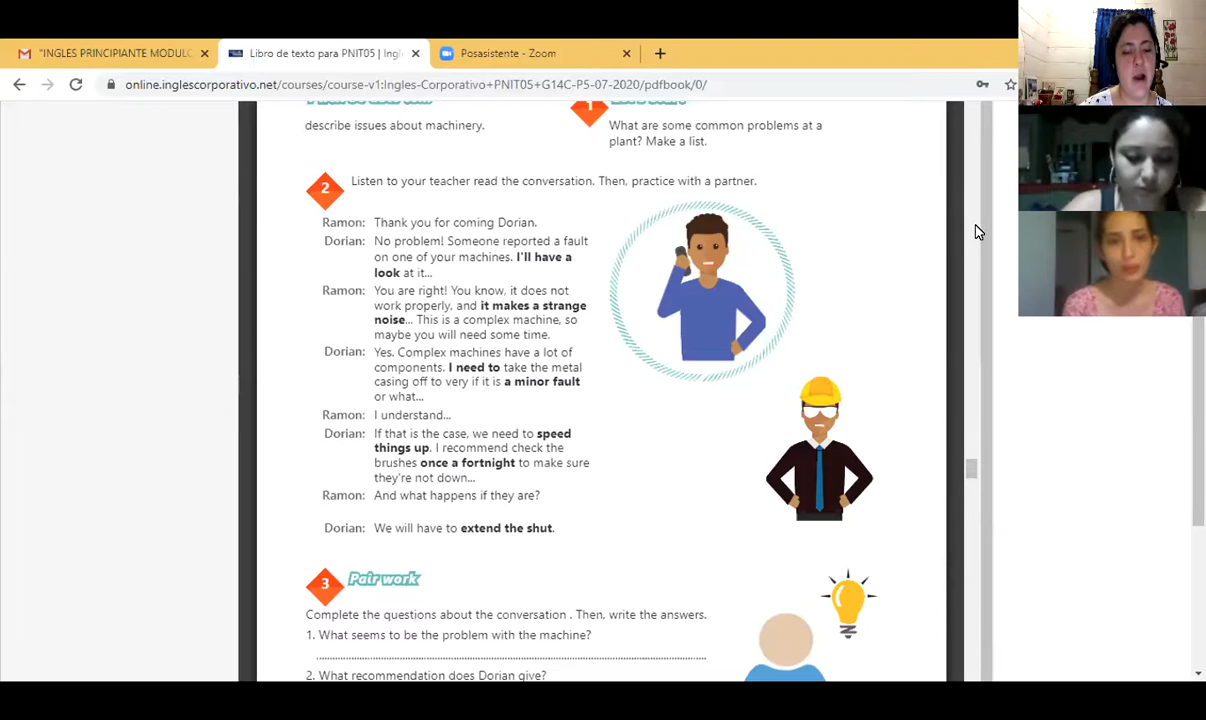 "INGLES PRINCIPIANTE MODULO
Libro de texto para PNIT05 | Ingl
Posasistente - Zoom
online.inglescorporativo.net/courses/course-v1:Ingles-Corporativo+PNIT05+G14C-P5-07-2020/pdfbook/0/
describe issues about machinery.
1
What are some common problems at a
plant? Make a list.
2
Listen to your teacher read the conversation. Then, practice with a partner.
Ramon: Thank you for coming Dorian.
Dorian: No problem! Someone reported a fault
on one of your machines. I'll have a
look at it...
Ramon: You are right! You know, it does not
work properly, and it makes a strange
noise... This is a complex machine, so
maybe you will need some time.
Dorian: Yes. Complex machines have a lot of
components. I need to take the metal
casing off to very if it is a minor fault
or what...
Ramon: I understand...
Dorian: If that is the case, we need to speed
things up. I recommend check the
brushes once a fortnight to make sure
they're not down...
Ramon: And what happens if they are?
Dorian: We will have to extend the shut.
3
Pair work
Complete the questions about the conversation . Then, write the answers.
1. What seems to be the problem with the machine?
2. What recommendation does Dorian give?